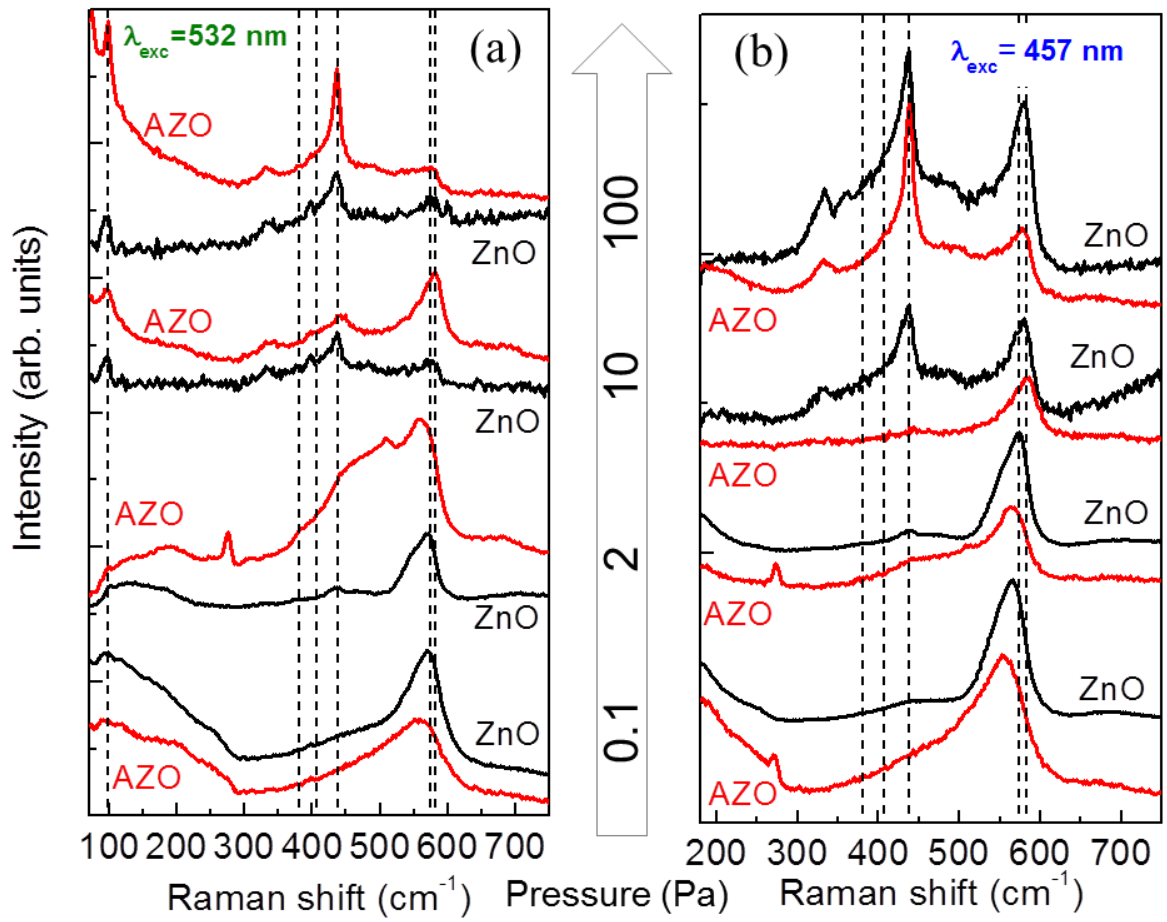 λexc=532 nm
(a)
AZO
ZnO
AZO
ZnO
AZO
ZnO
ZnO
AZO
100 200 300 400 500 600 700
Raman shift (cm-1)
Intensity (arb. units)
100
10
2
0.1
Pressure (Pa)
(b)
λexc= 457 nm
ZnO
AZO
ZnO
AZO
ZnO
AZO
ZnO
AZO
200 300 400 500 600 700
Raman shift (cm-1)